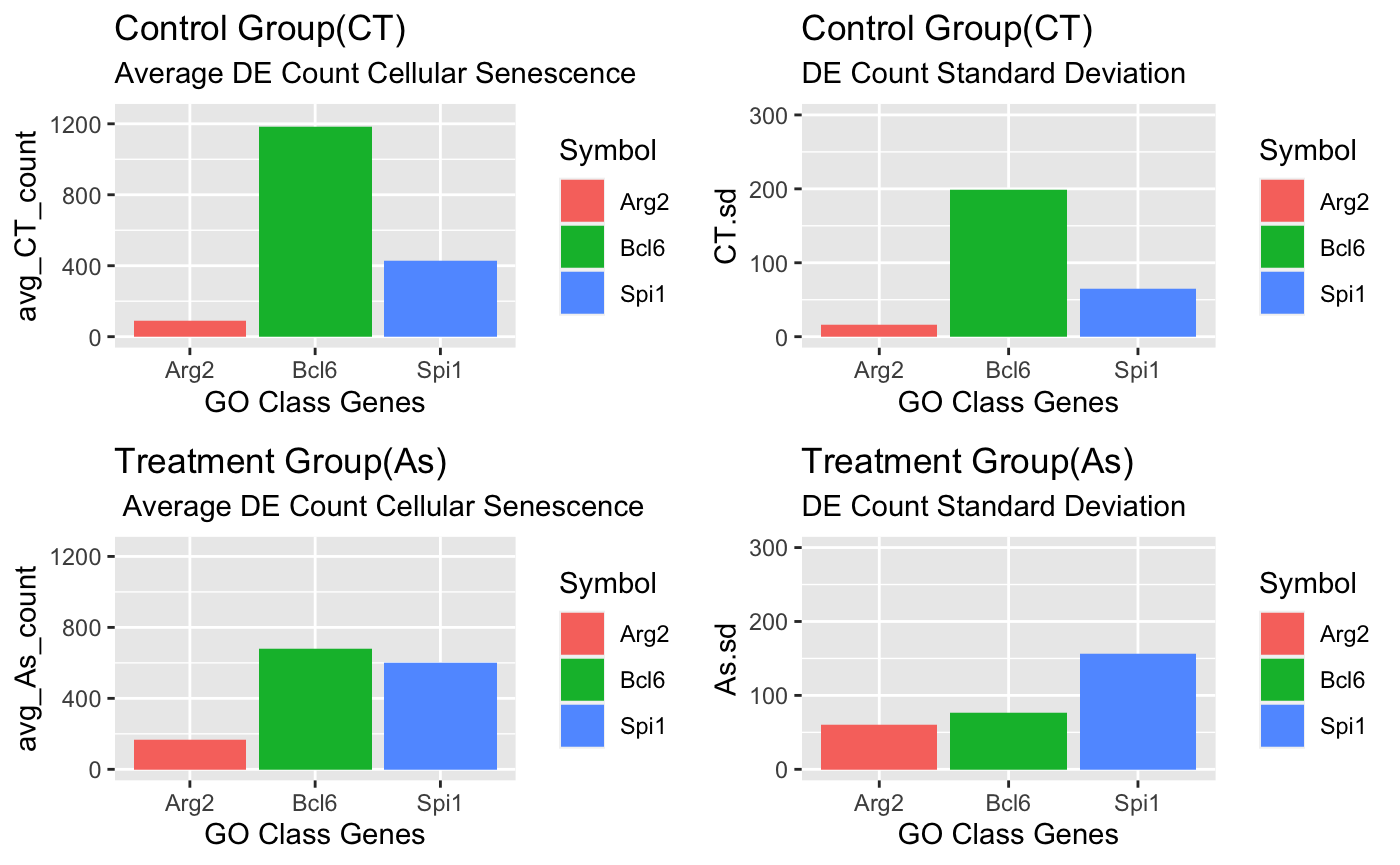 Control Group(CT)
Average DE Count Cellular Senescence
avg_CT_count
1200
800
400
0
Arg2 Bcl6 Spi1
GO Class Genes
Symbol
Arg2
Bcl6
Spi1
Control Group(CT)
DE Count Standard Deviation
CT.sd
300
200
100
0
Arg2 Bcl6 Spi1
GO Class Genes
Symbol
Arg2
Bcl6
Spi1
Treatment Group(As)
Average DE Count Cellular Senescence
avg_As_count
1200
800
400
0
Arg2 Bcl6 Spi1
GO Class Genes
Symbol
Arg2
Bcl6
Spi1
Treatment Group(As)
DE Count Standard Deviation
As.sd
300
200
100
0
Arg2 Bcl6 Spi1
GO Class Genes
Symbol
Arg2
Bcl6
Spi1